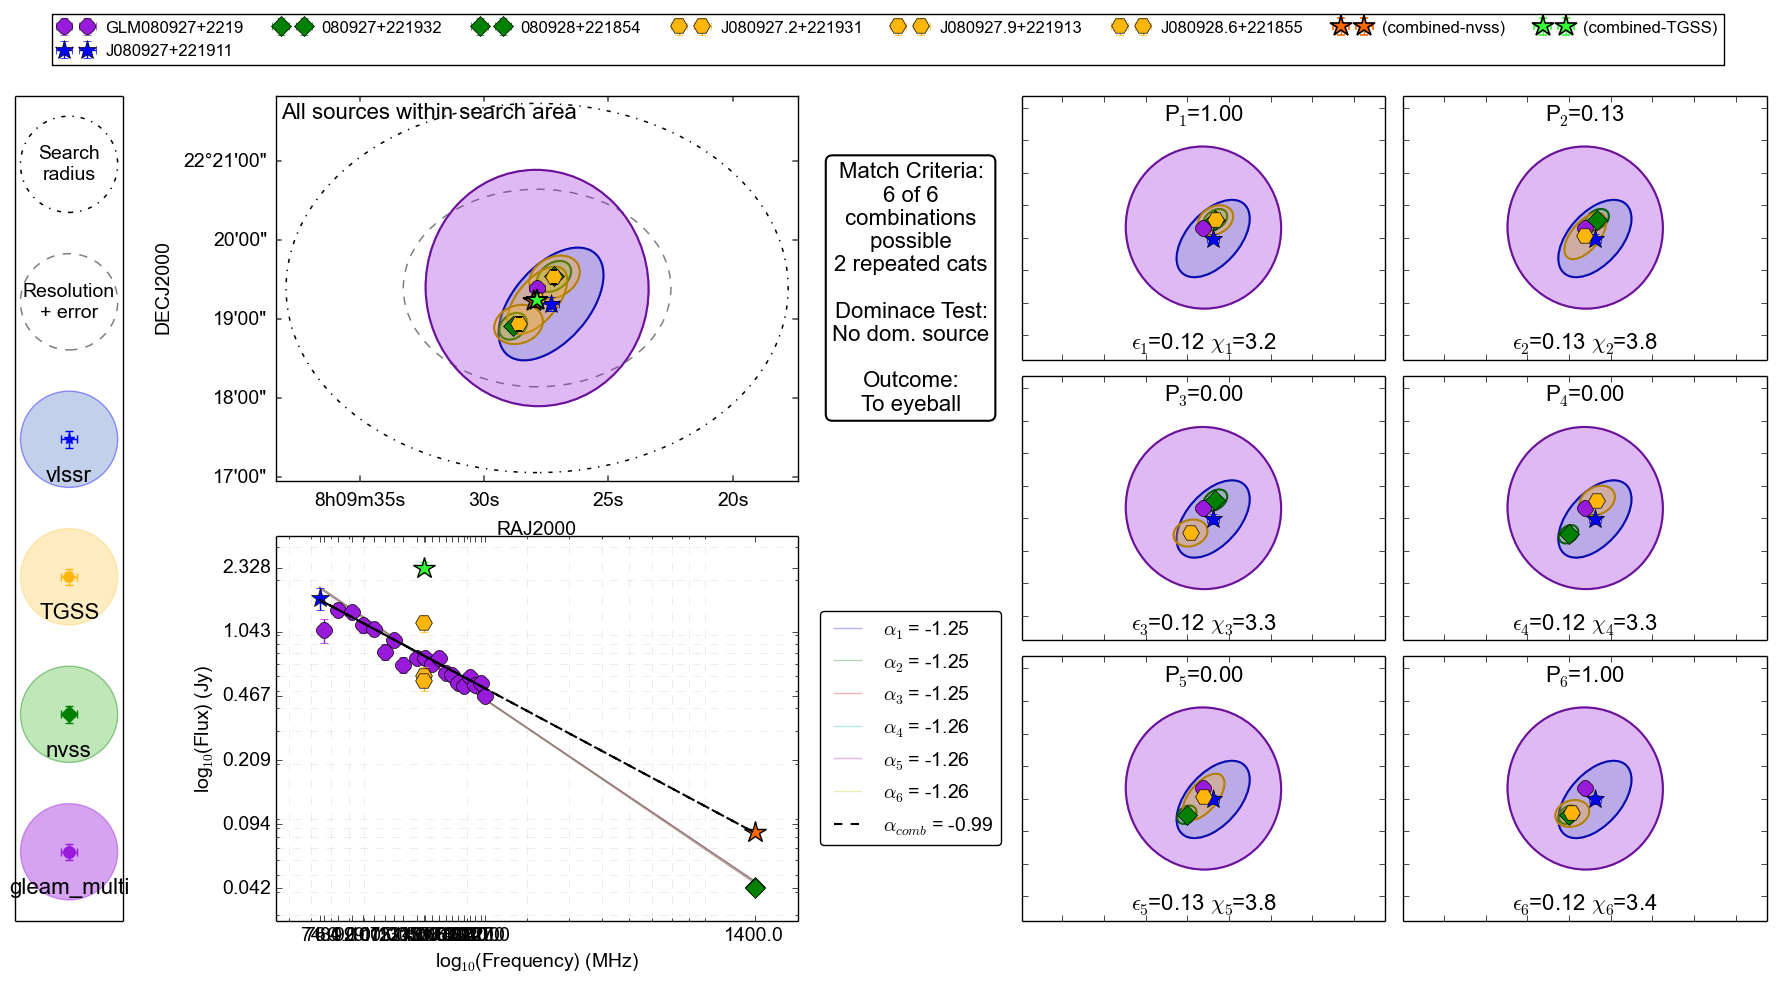 GLM080927+2219
080927+221932
080928+221854
J080927.2+221931
J080927.9+221913
J080928.6+221855
(combined-nvss)
(combined-TGSS)
J080927+221911
Search
radius
Resolution
+ error
vlssr
TGSS
nvss
gleam_multi
All sources within search area
DECJ2000
22°21'00"
20'00"
19'00"
18'00"
17'00"
8h09m35s
30s
25s
20s
RAJ2000
Match Criteria:
6 of 6
combinations
possible
2 repeated cats
Dominace Test:
No dom. source
Outcome:
To eyeball
log10(Flux) (Jy)
2.328
1.043
0.467
0.209
0.094
0.042
1400.0
log10(Frequency) (MHz)
α1 = -1.25
α2 = -1.25
α3 = -1.25
α4 = -1.26
α5 = -1.26
α6 = -1.26
αcomb = -0.99
P1=1.00
ϵ1=0.12 χ1=3.2
P2=0.13
ϵ2=0.13 χ2=3.8
P3=0.00
ϵ3=0.12 χ3=3.3
P4=0.00
ϵ4=0.12 χ4=3.3
P5=0.00
ϵ5=0.13 χ5=3.8
P6=1.00
ϵ6=0.12 χ6=3.4